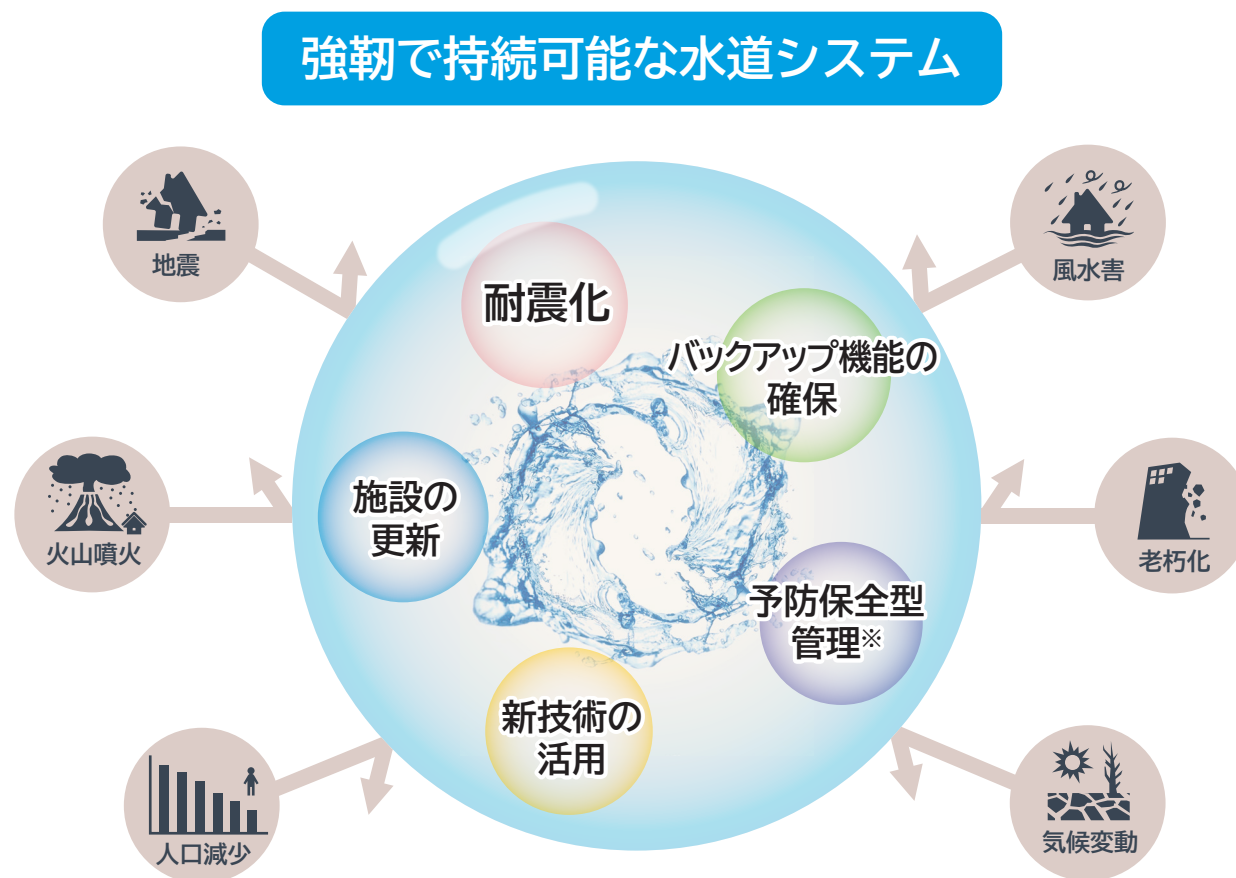 強靭で持続可能な水道システム
地震
風水害
耐震化
バックアップ機能の
確保
施設の
更新
火山噴火
老朽化
予防保全型
管理※
新技術の
活用
人口減少
気候変動